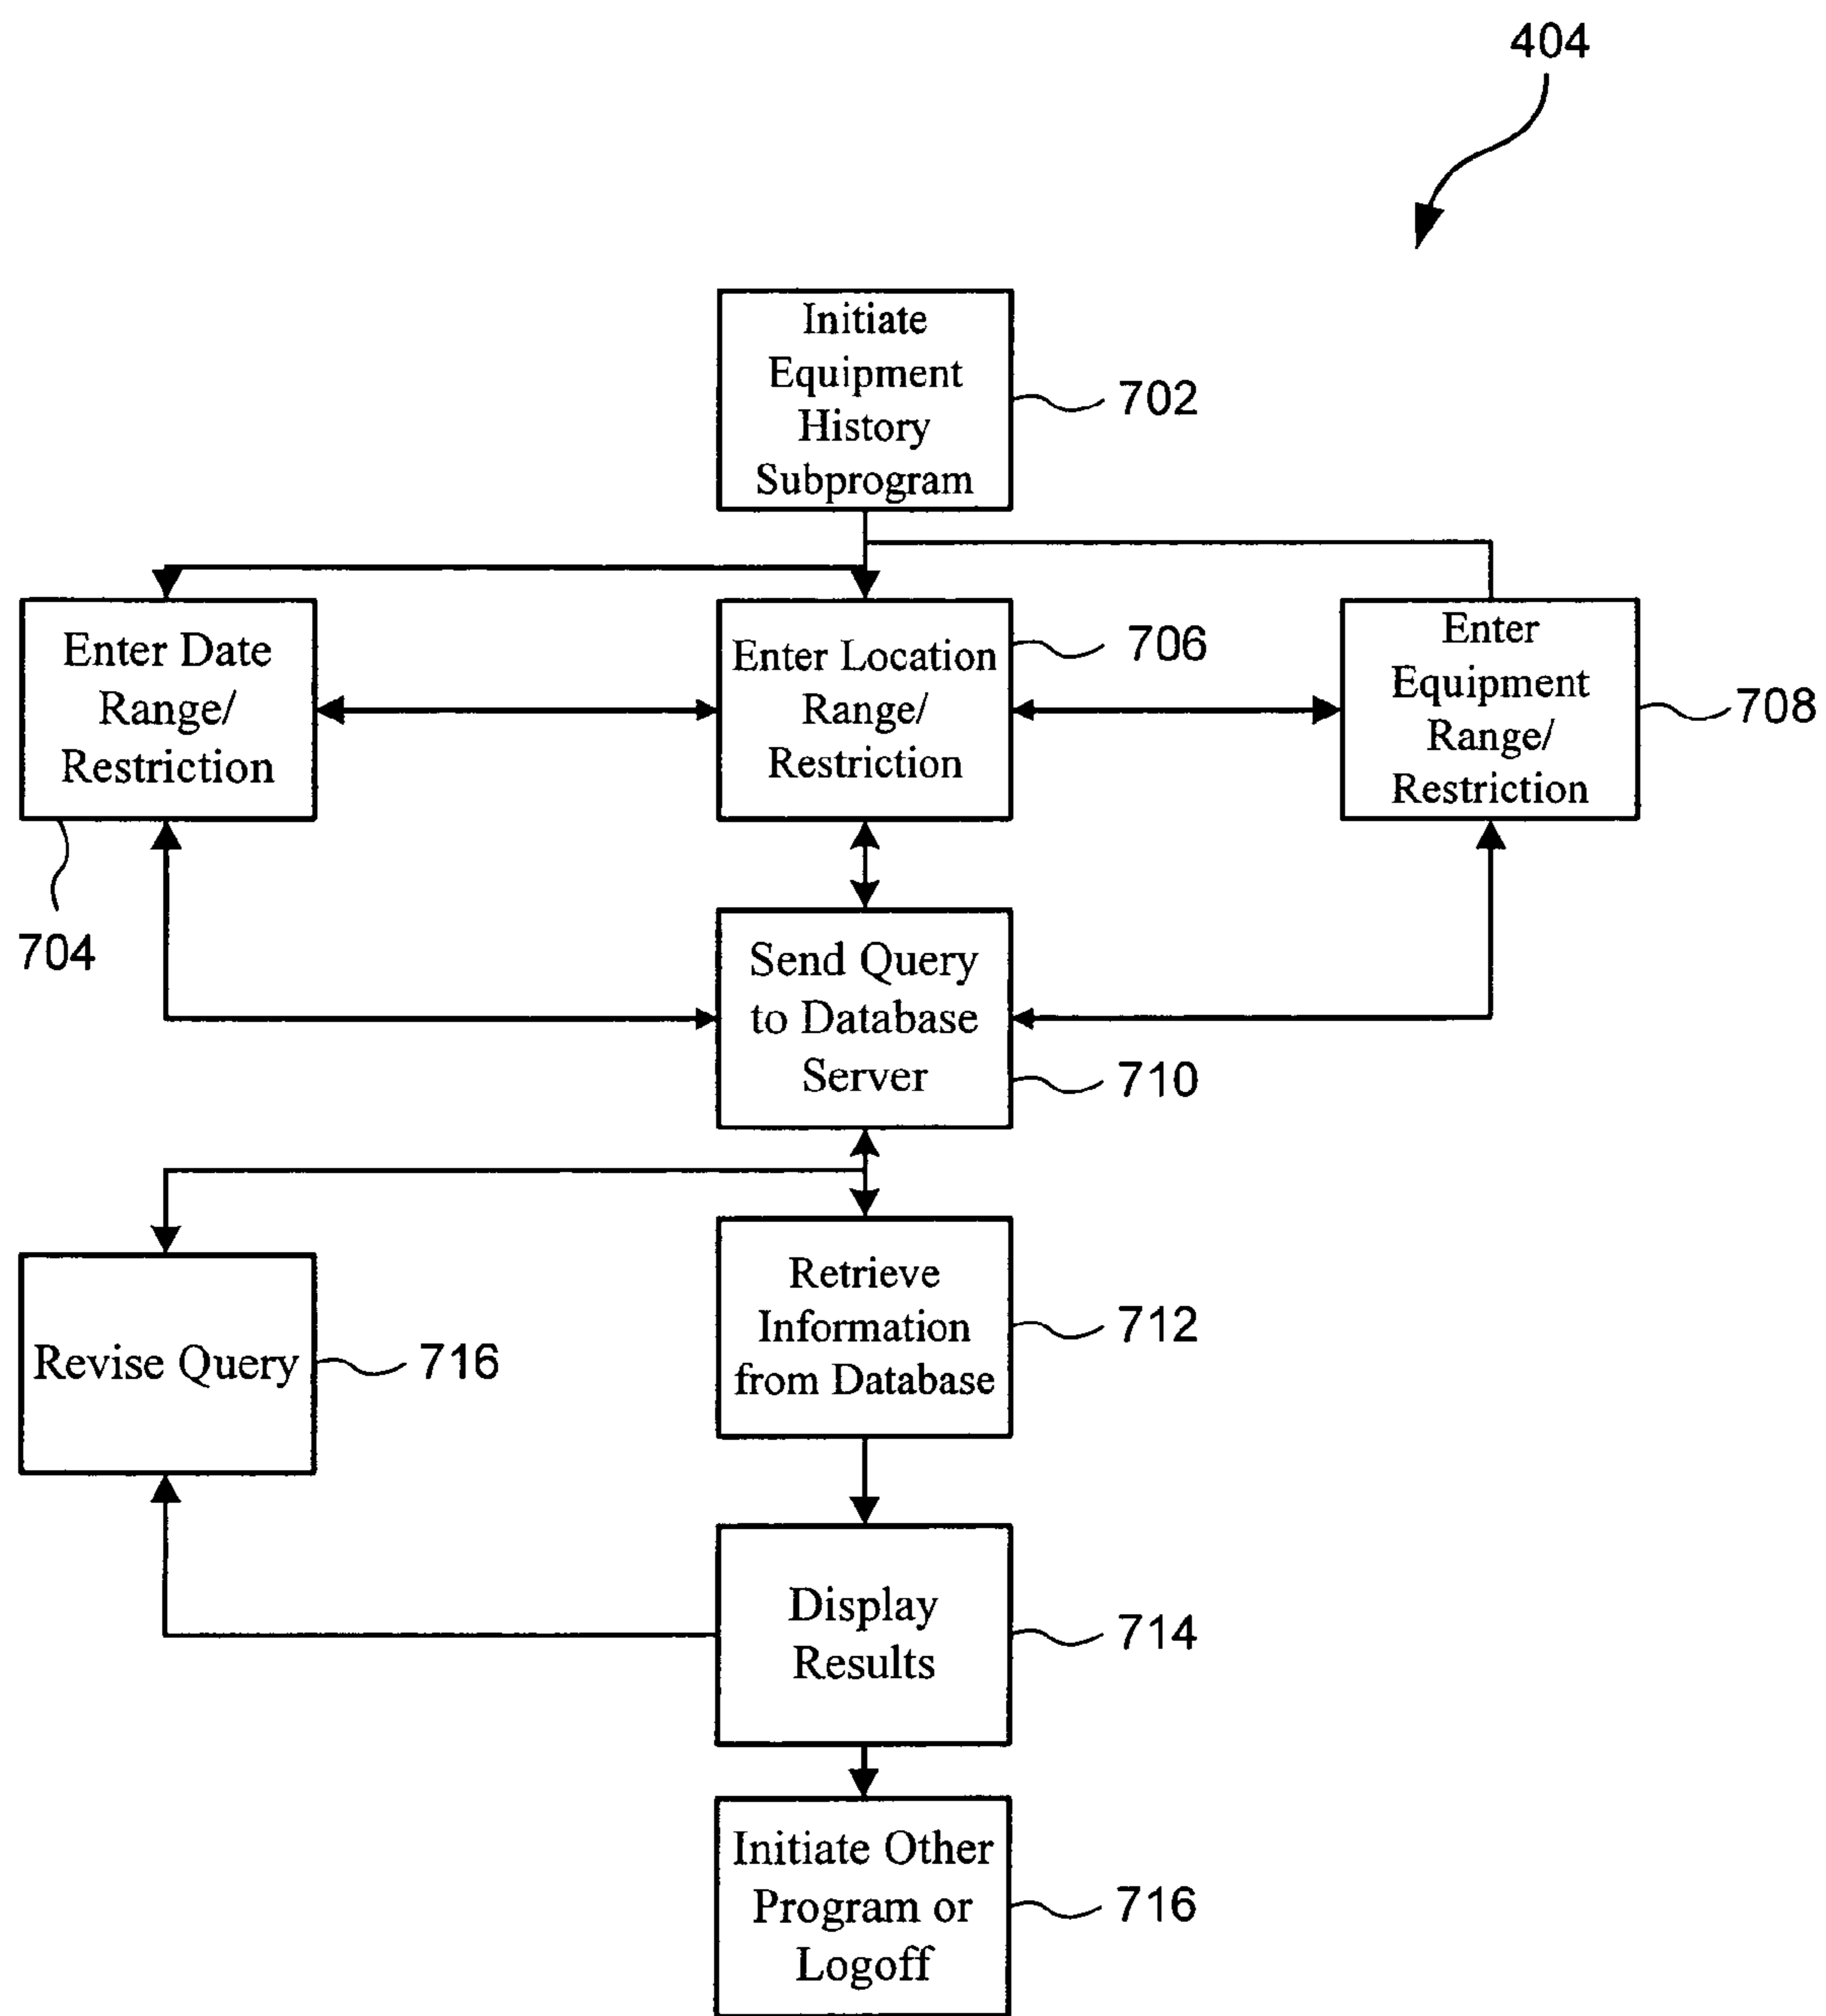 404
Initiate
Equipment
History
Subprogram
702
Enter Date
Range/
Restriction
704
Enter Location
Range/
Restriction
706
Enter
Equipment
Range/
Restriction
708
Send Query
to Database
Server
710
Revise Query
716
Retrieve
Information
from Database
712
Display
Results
714
Initiate Other
Program or
Logoff
716